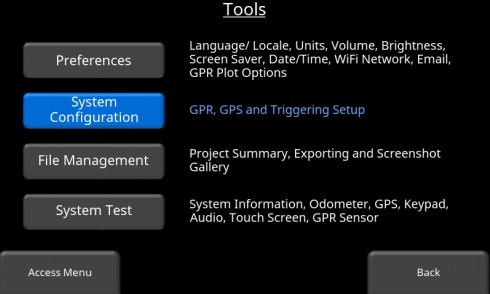 Tools
Preferences
Language/ Locale, Units, Volume, Brightness,
Screen Saver, Date/Time, WiFi Network, Email,
GPR Plot Options
System
Configuration
GPR, GPS and Triggering Setup
File Management
Project Summary, Exporting and Screenshot
Gallery
System Test
System Information, Odometer, GPS, Keypad,
Audio, Touch Screen, GPR Sensor
Access Menu
Back